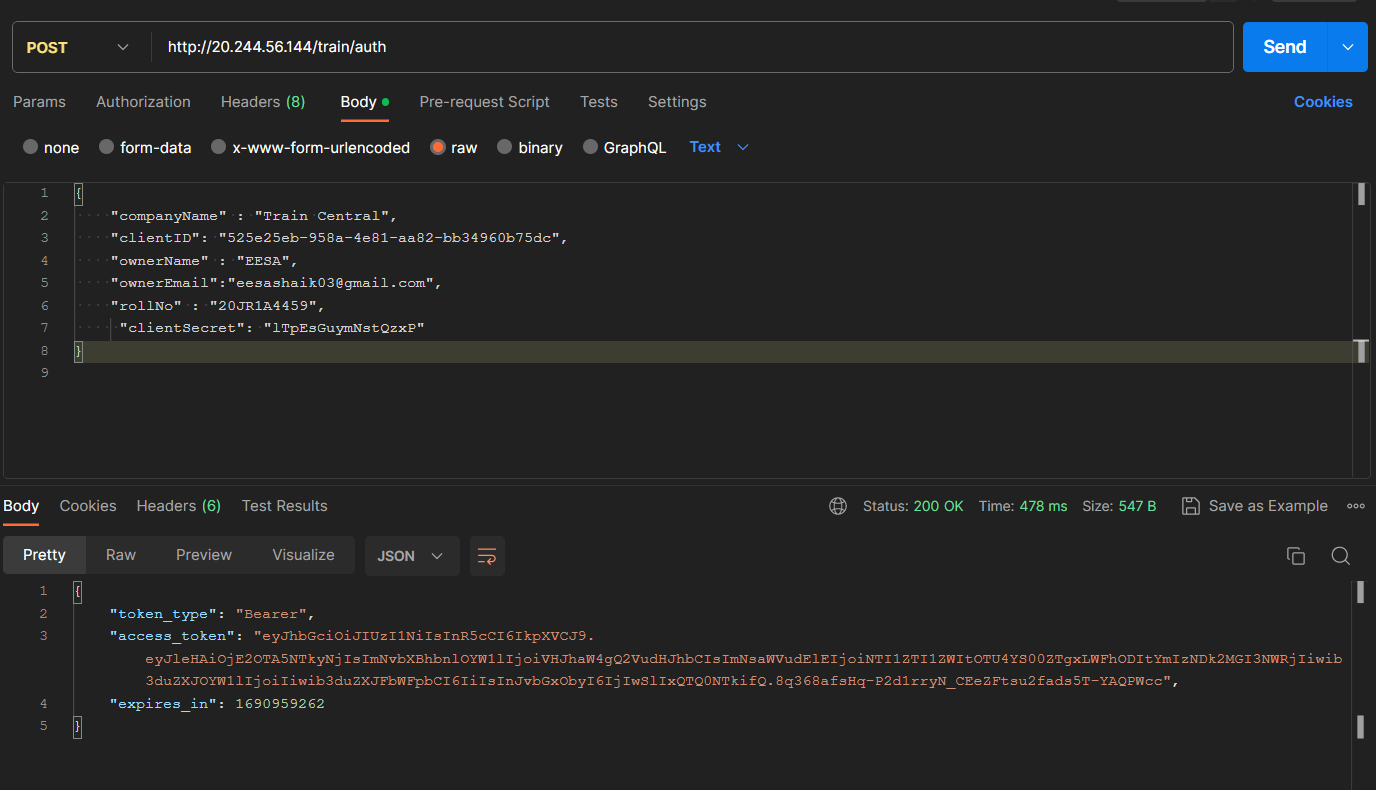 POST http://20.244.56.144/train/auth Send
Params Authorization Headers (8) Body Pre-request Script Tests Settings Cookies
none form-data x-www-form-urlencoded raw binary GraphQL Text
1 {
2 "companyName" : "Train Central",
3 "clientID": "525e25eb-958a-4e81-aa82-bb34960b75dc",
4 "ownerName" : "EESA",
5 "ownerEmail":"eesashaik03@gmail.com",
6 "rollNo" : "20JR1A4459",
7 "clientSecret": "lTpEsGuymNstQzxP"
8 }
9
Body Cookies Headers (6) Test Results Status: 200 OK Time: 478 ms Size: 547 B Save as Example
Pretty Raw Preview Visualize JSON
1 {
2 "token_type": "Bearer",
3 "access_token": "eyJhbGciOiJIUzI1NiIsInR5cCI6IkpXVCJ9.
eyJleHAiOjE2OTA5NTkyNjIsImNvbXBhbnlOYW1lIjoiVHJhaW4gQ2VudHJhbCIsImNsaWVudElEIjoiNTI1ZTI1ZWItOTU4YS00ZTgxLWFhODItYmIzNDk2MGI3NWRjIiwib
3duZXJOYW1lIjoiIiwib3duZXJFbWFpbCI6IiIsInJvbGxObyI6IjIwSlIxQTQ0NTkifQ.8q368afsHq-P2d1rryN_CEeZFtsu2fads5T-YAQPWcc",
4 "expires_in": 1690959262
5 }